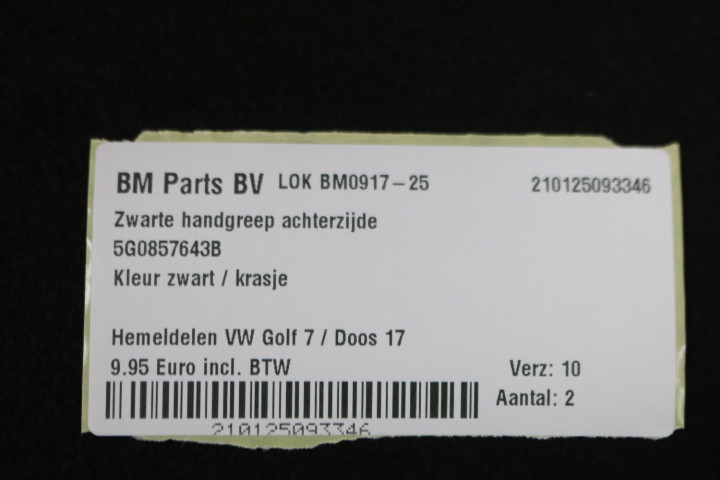 BM Parts BV LOK BM0917-25 210125093346
Zwarte handgreep achterzijde
5G0857643B
Kleur zwart / krasje
Hemeldelen VW Golf 7 / Doos 17
9.95 Euro incl. BTW Verz: 10
Aantal: 2
210125093346